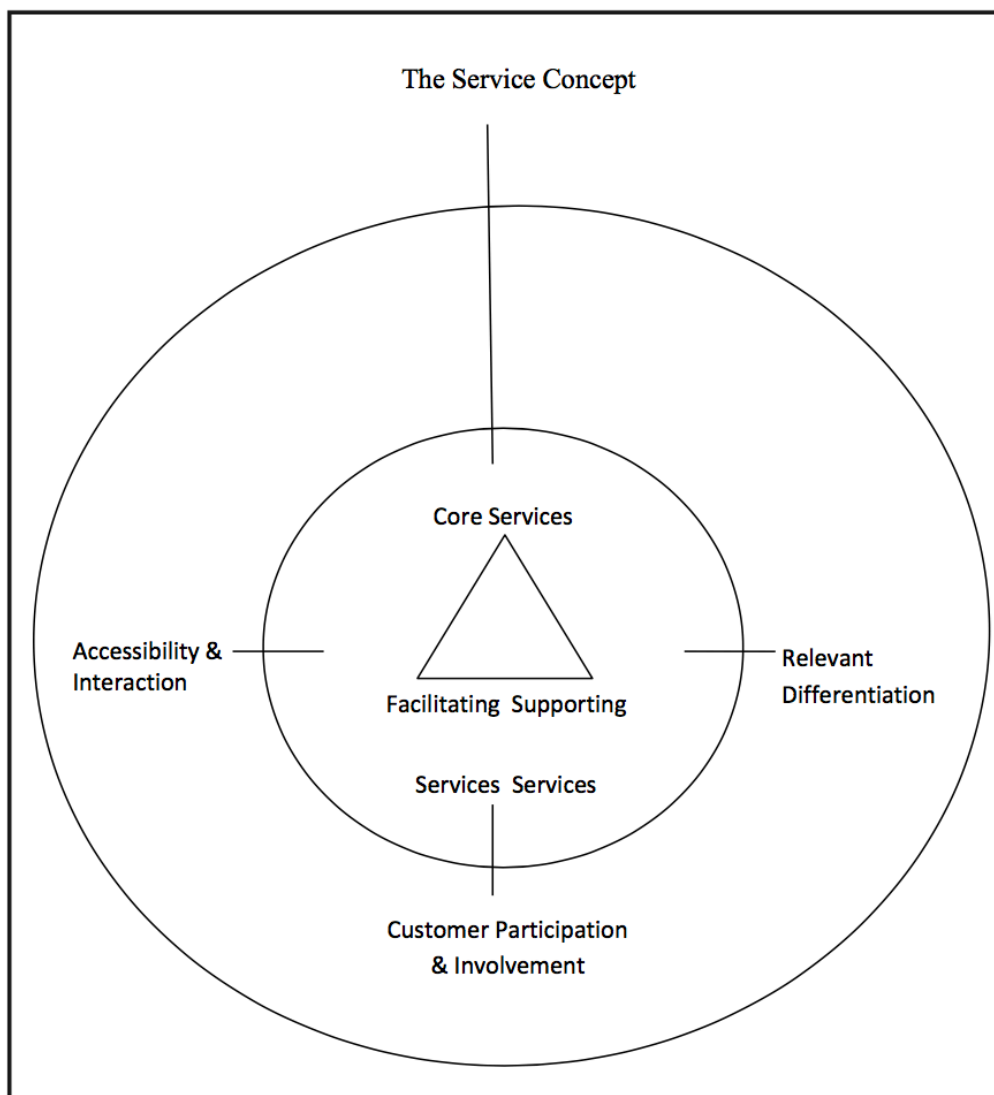 The Service Concept
Core Services
Accessibility &
Interaction
Relevant
Differentiation
Facilitating Supporting
Services Services
Customer Participation
& Involvement